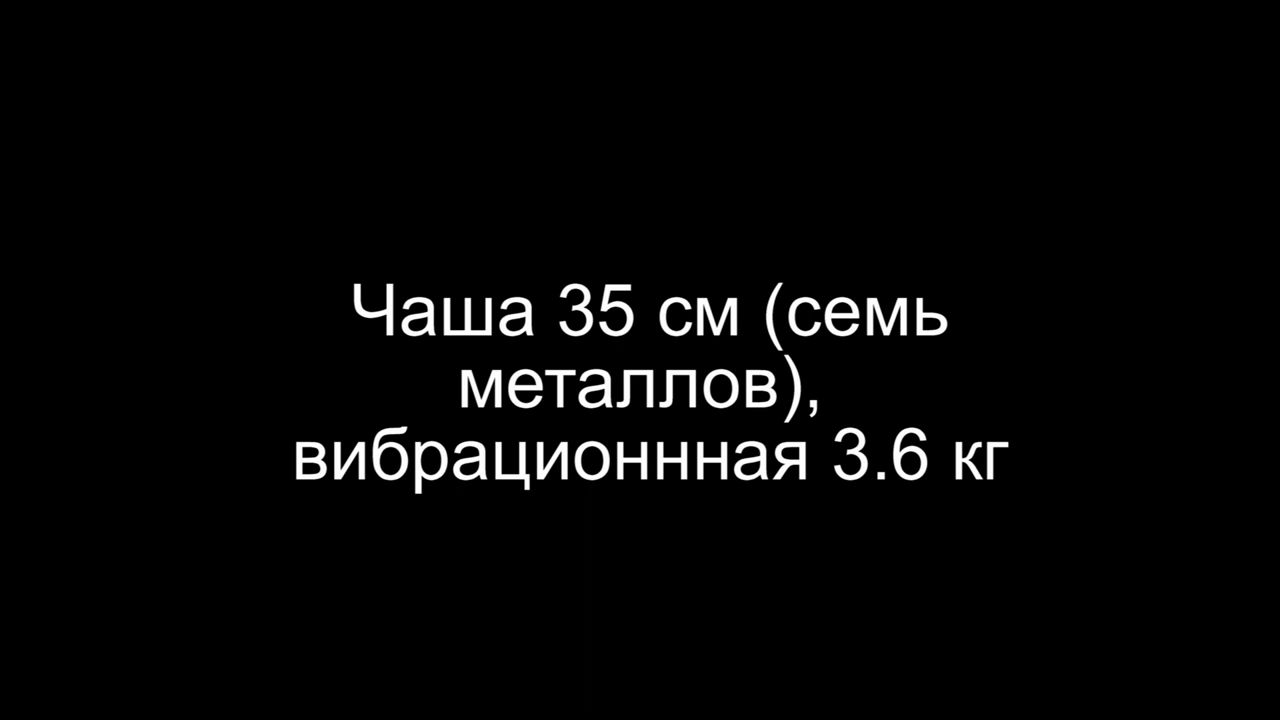 Чаша 35 см (семь
металлов),
вибрационнная 3.6 кг